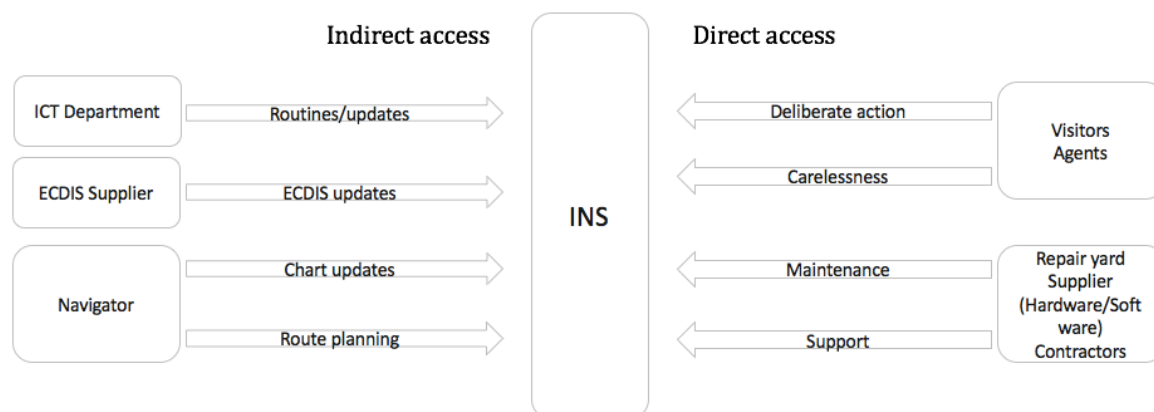 Indirect access
Direct access
ICT Department
Routines/updates
ECDIS Supplier
ECDIS updates
Navigator
Chart updates
Route planning
INS
Deliberate action
Carelessness
Visitors
Agents
Maintenance
Support
Repair yard
Supplier
(Hardware/Soft
ware)
Contractors